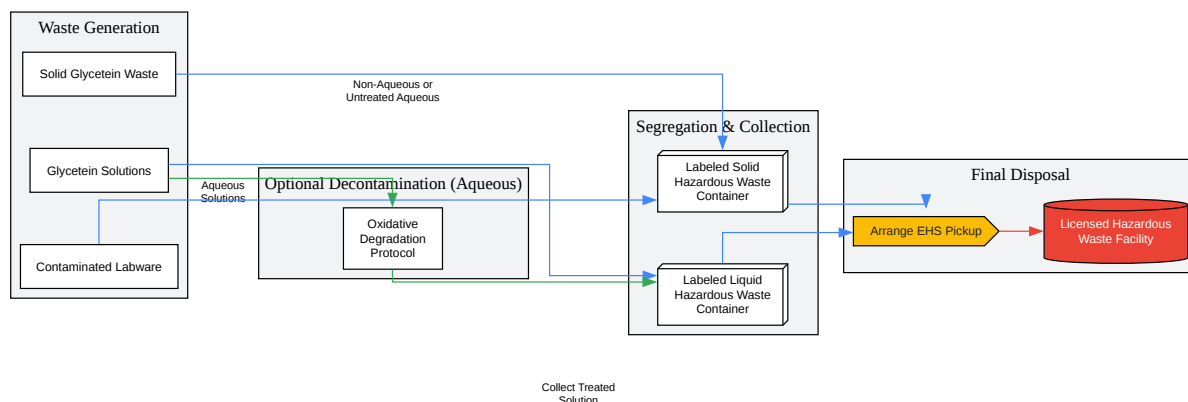 Waste Generation
Solid Glycetein Waste
Non-Aqueous or
Untreated Aqueous
Glycetein Solutions
Aqueous
Solutions
Contaminated Labware
Optional Decontamination (Aqueous)
Oxidative
Degradation
Protocol
Segregation & Collection
Labeled Solid
Hazardous Waste
Container
Labeled Liquid
Hazardous Waste
Container
Final Disposal
Arrange EHS Pickup
Licensed Hazardous
Waste Facility
Collect Treated
Solution